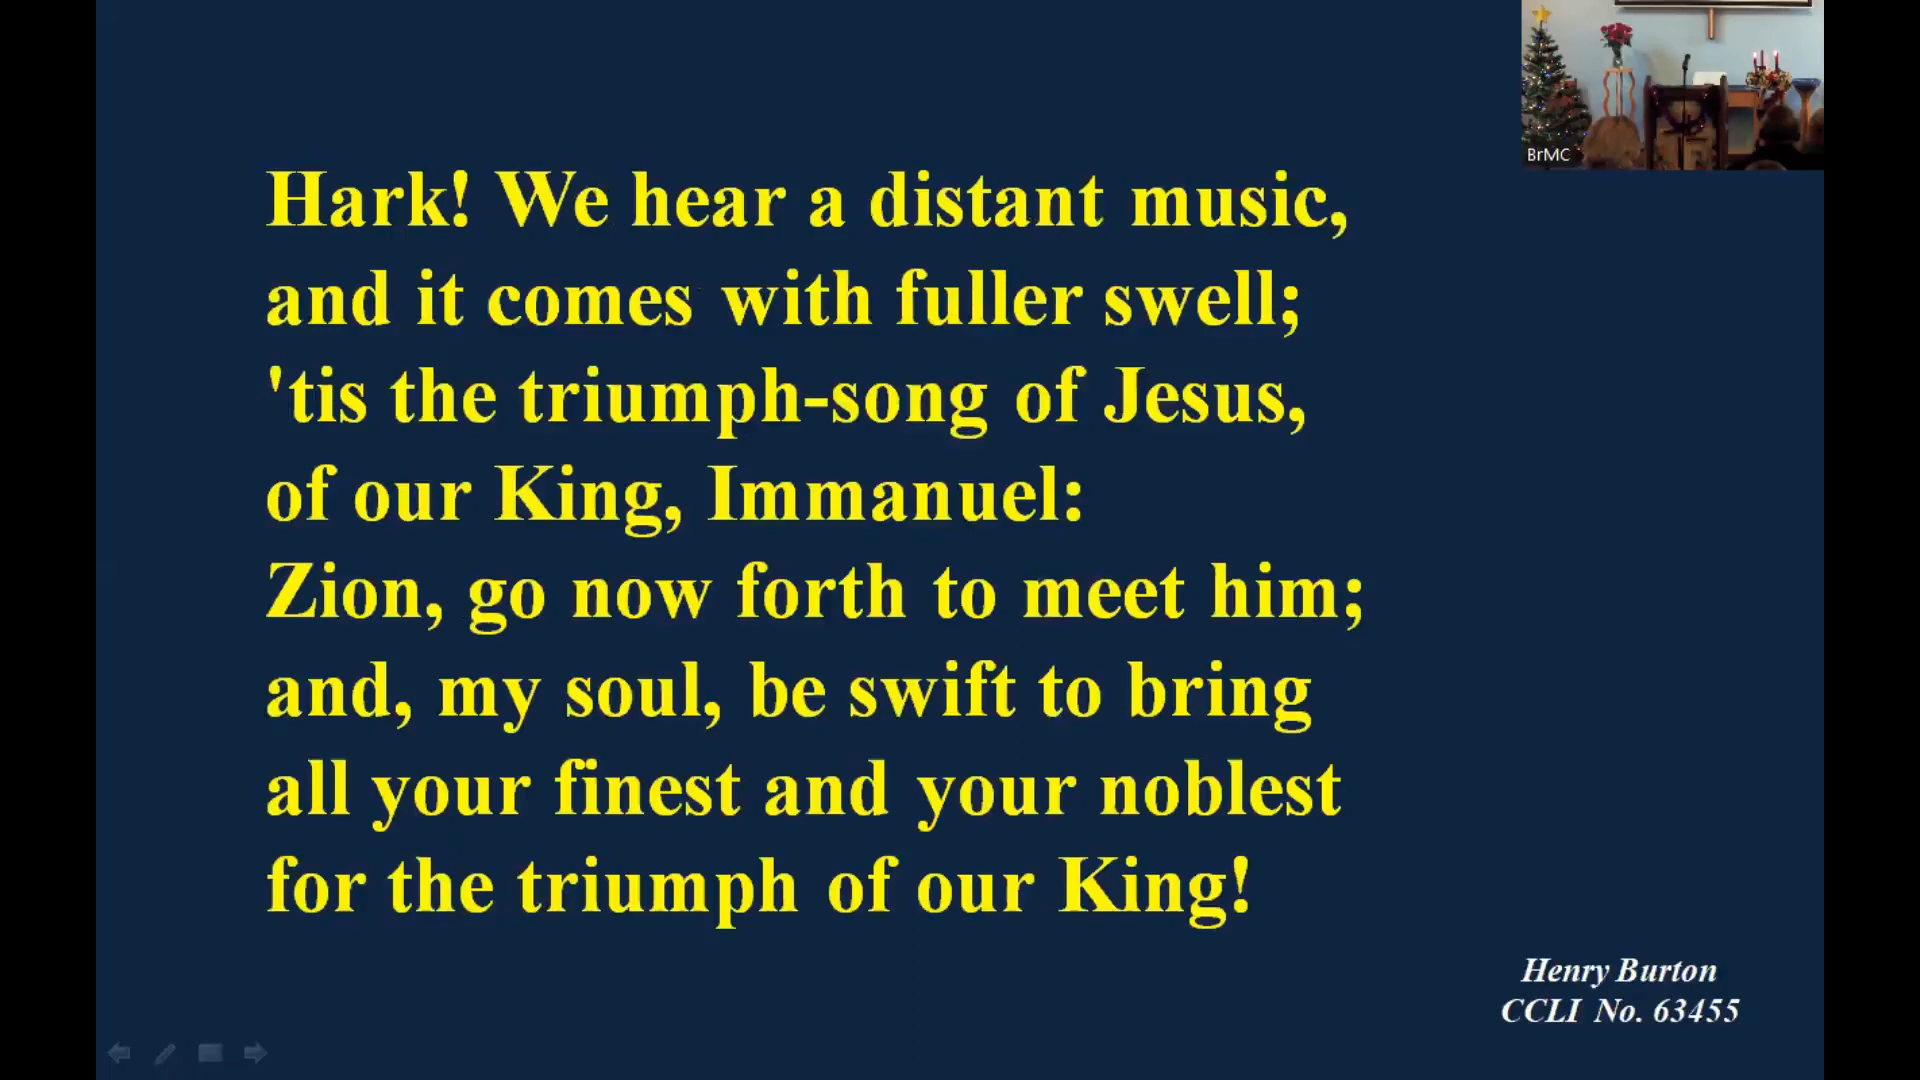 BrMC
Hark! We hear a distant music,
and it comes with fuller swell;
'tis the triumph-song of Jesus,
of our King, Immanuel:
Zion, go now forth to meet him;
and, my soul, be swift to bring
all your finest and your noblest
for the triumph of our King!
Henry Burton
CCLI No. 63455